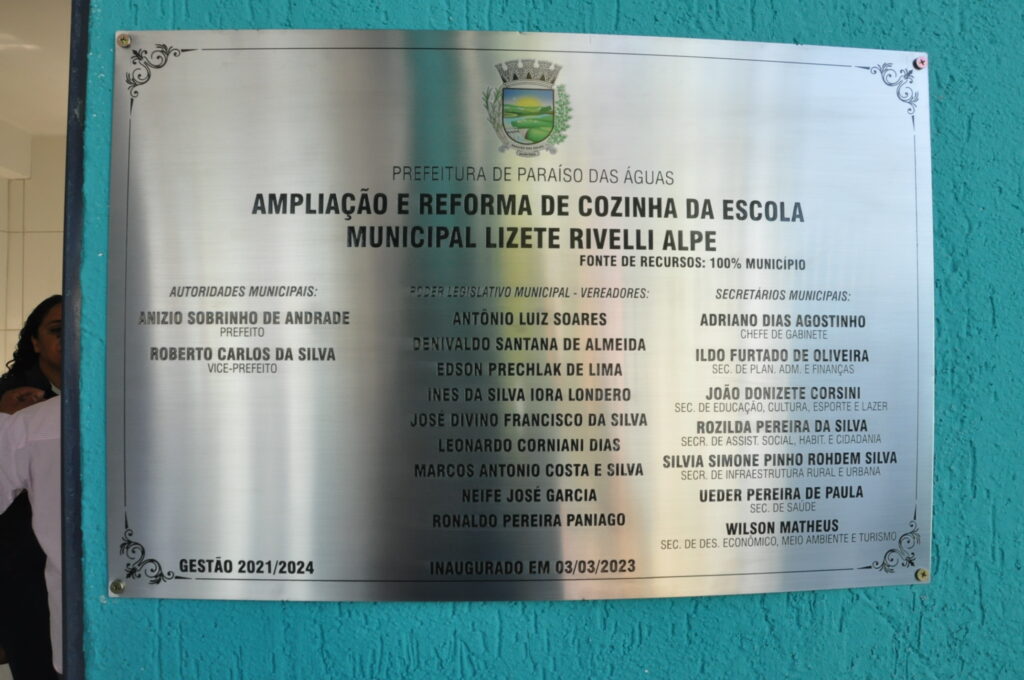 PREFEITURA DE PARAÍSO DAS ÁGUAS
AMPLIAÇÃO E REFORMA DE COZINHA DA ESCOLA
MUNICIPAL LIZETE RIVELLI ALPE
FONTE DE RECURSOS: 100% MUNICÍPIO
AUTORIDADES MUNICIPAIS:
ANIZIO SOBRINHO DE ANDRADE
PREFEITO
ROBERTO CARLOS DA SILVA
VICE-PREFEITO
PODER LEGISLATIVO MUNICIPAL - VEREADORES:
ANTÔNIO LUIZ SOARES
DENIVALDO SANTANA DE ALMEIDA
EDSON PRECHLAK DE LIMA
INES DA SILVA IORA LONDERO
JOSÉ DIVINO FRANCISCO DA SILVA
LEONARDO CORNIANI DIAS
MARCOS ANTONIO COSTA E SILVA
NEIFE JOSÉ GARCIA
RONALDO PEREIRA PANIAGO
SECRETÁRIOS MUNICIPAIS:
ADRIANO DIAS AGOSTINHO
CHEFE DE GABINETE
ILDO FURTADO DE OLIVEIRA
SEC. DE PLAN. ADM. E FINANÇAS
JOÃO DONIZETE CORSINI
SEC. DE EDUCAÇÃO, CULTURA, ESPORTE E LAZER
ROZILDA PEREIRA DA SILVA
SECR. DE ASSIST. SOCIAL, HABIT. E CIDADANIA
SILVIA SIMONE PINHO ROHDEM SILVA
SECR. DE INFRAESTRUTURA RURAL E URBANA
UEDER PEREIRA DE PAULA
SEC. DE SAÚDE
WILSON MATHEUS
SEC. DE DES. ECONÔMICO, MEIO AMBIENTE E TURISMO
GESTÃO 2021/2024
INAUGURADO EM 03/03/2023